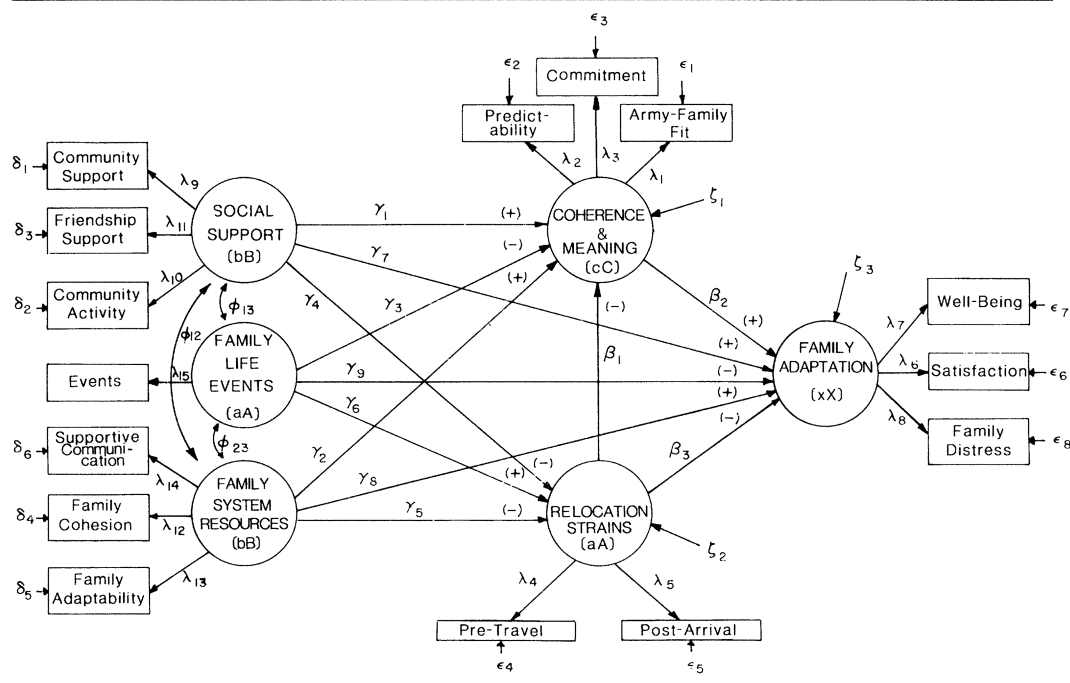 ϵ3
Commitment
ϵ2
ϵ1
Predict-
ability
Army-Family
Fit
λ2
λ3
λ1
δ1
Community
Support
λ9
δ3
Friendship
Support
λ11
δ2
Community
Activity
λ10
SOCIAL
SUPPORT
(bB)
γ1
(+)
γ7
(-)
γ4
γ3
(+)
COHERENCE
&
MEANING
(cC)
ζ1
ϕ12
ϕ13
FAMILY
LIFE
EVENTS
(aA)
Events
λ15
γ9
γ6
(-)
β1
β2
(+)
(+)
(-)
(+)
(-)
ζ3
FAMILY
ADAPTATION
(xX)
λ7
Well-Being
ϵ7
λ6
Satisfaction
ϵ6
λ8
Family
Distress
ϵ8
ϕ23
δ6
Supportive
Communi-
cation
λ14
δ4
Family
Cohesion
λ12
δ5
Family
Adaptability
λ13
FAMILY
SYSTEM
RESOURCES
(bB)
γ2
γ8
γ5
(+)
(-)
(-)
β3
RELOCATION
STRAINS
(aA)
ζ2
λ4
λ5
Pre-Travel
Post-Arrival
ϵ4
ϵ5